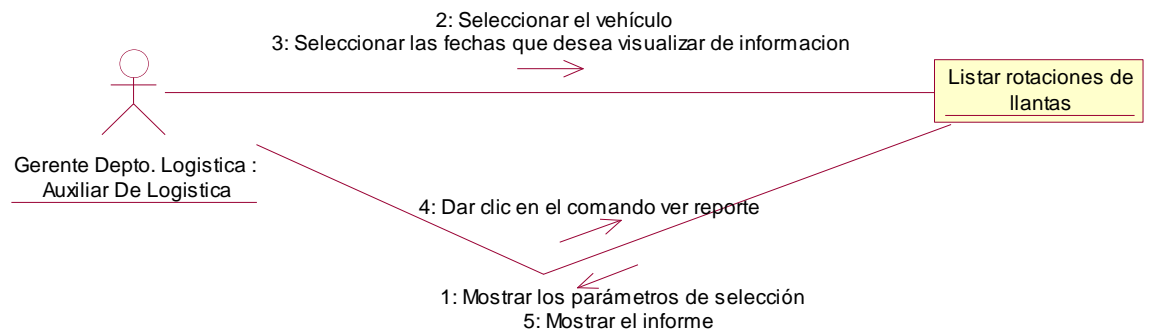 2: Seleccionar el vehículo
3: Seleccionar las fechas que desea visualizar de informacion
Listar rotaciones de
llantas
Gerente Depto. Logistica :
Auxiliar De Logistica
4: Dar clic en el comando ver reporte
1: Mostrar los parámetros de selección
5: Mostrar el informe